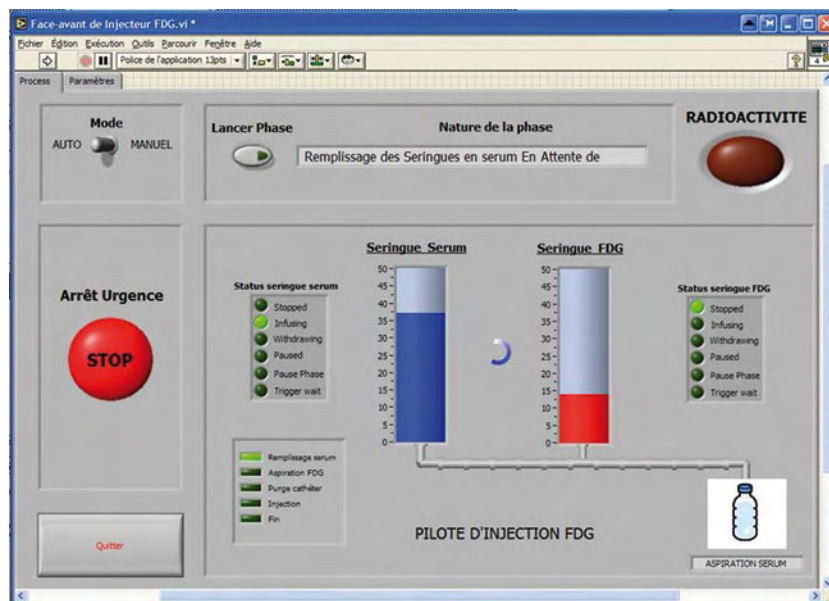 Face-avant de Injecteur FDG.vi *
Fichier Édition Exécution Outils Parcourir Fenêtre Aide
Police de l'application 13pts
Process Paramètres
Mode
AUTO MANUEL
Lancer Phase
Nature de la phase
Remplissage des Seringues en serum En Attente de
RADIOACTIVITE
Arrêt Urgence
STOP
Quitter
Status seringue serum
Stopped
Infusing
Withdrawing
Paused
Pause Phase
Trigger wait
Seringue Serum
50
45
40
35
30
25
20
15
10
5
0
Seringue FDG
50
45
40
35
30
25
20
15
10
5
0
Status seringue FDG
Stopped
Infusing
Withdrawing
Paused
Pause Phase
Trigger wait
Remplissage serum
Aspiration FDG
Purge cathéter
Injection
Fin
PILOTE D'INJECTION FDG
ASPIRATION SERUM